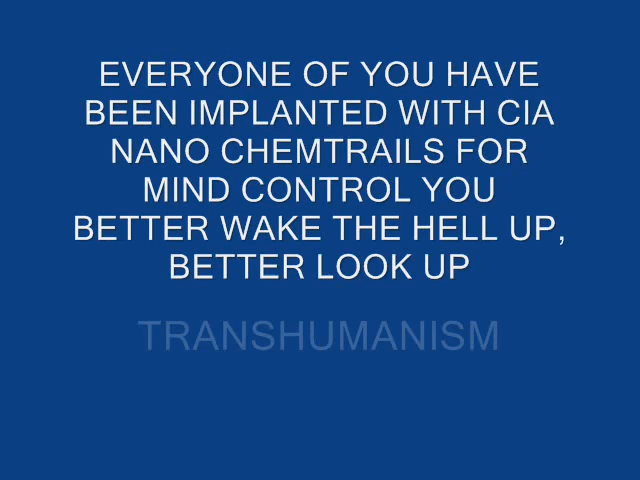 EVERYONE OF YOU HAVE
BEEN IMPLANTED WITH CIA
NANO CHEMTRAILS FOR
MIND CONTROL YOU
BETTER WAKE THE HELL UP,
BETTER LOOK UP
TRANSHUMANISM